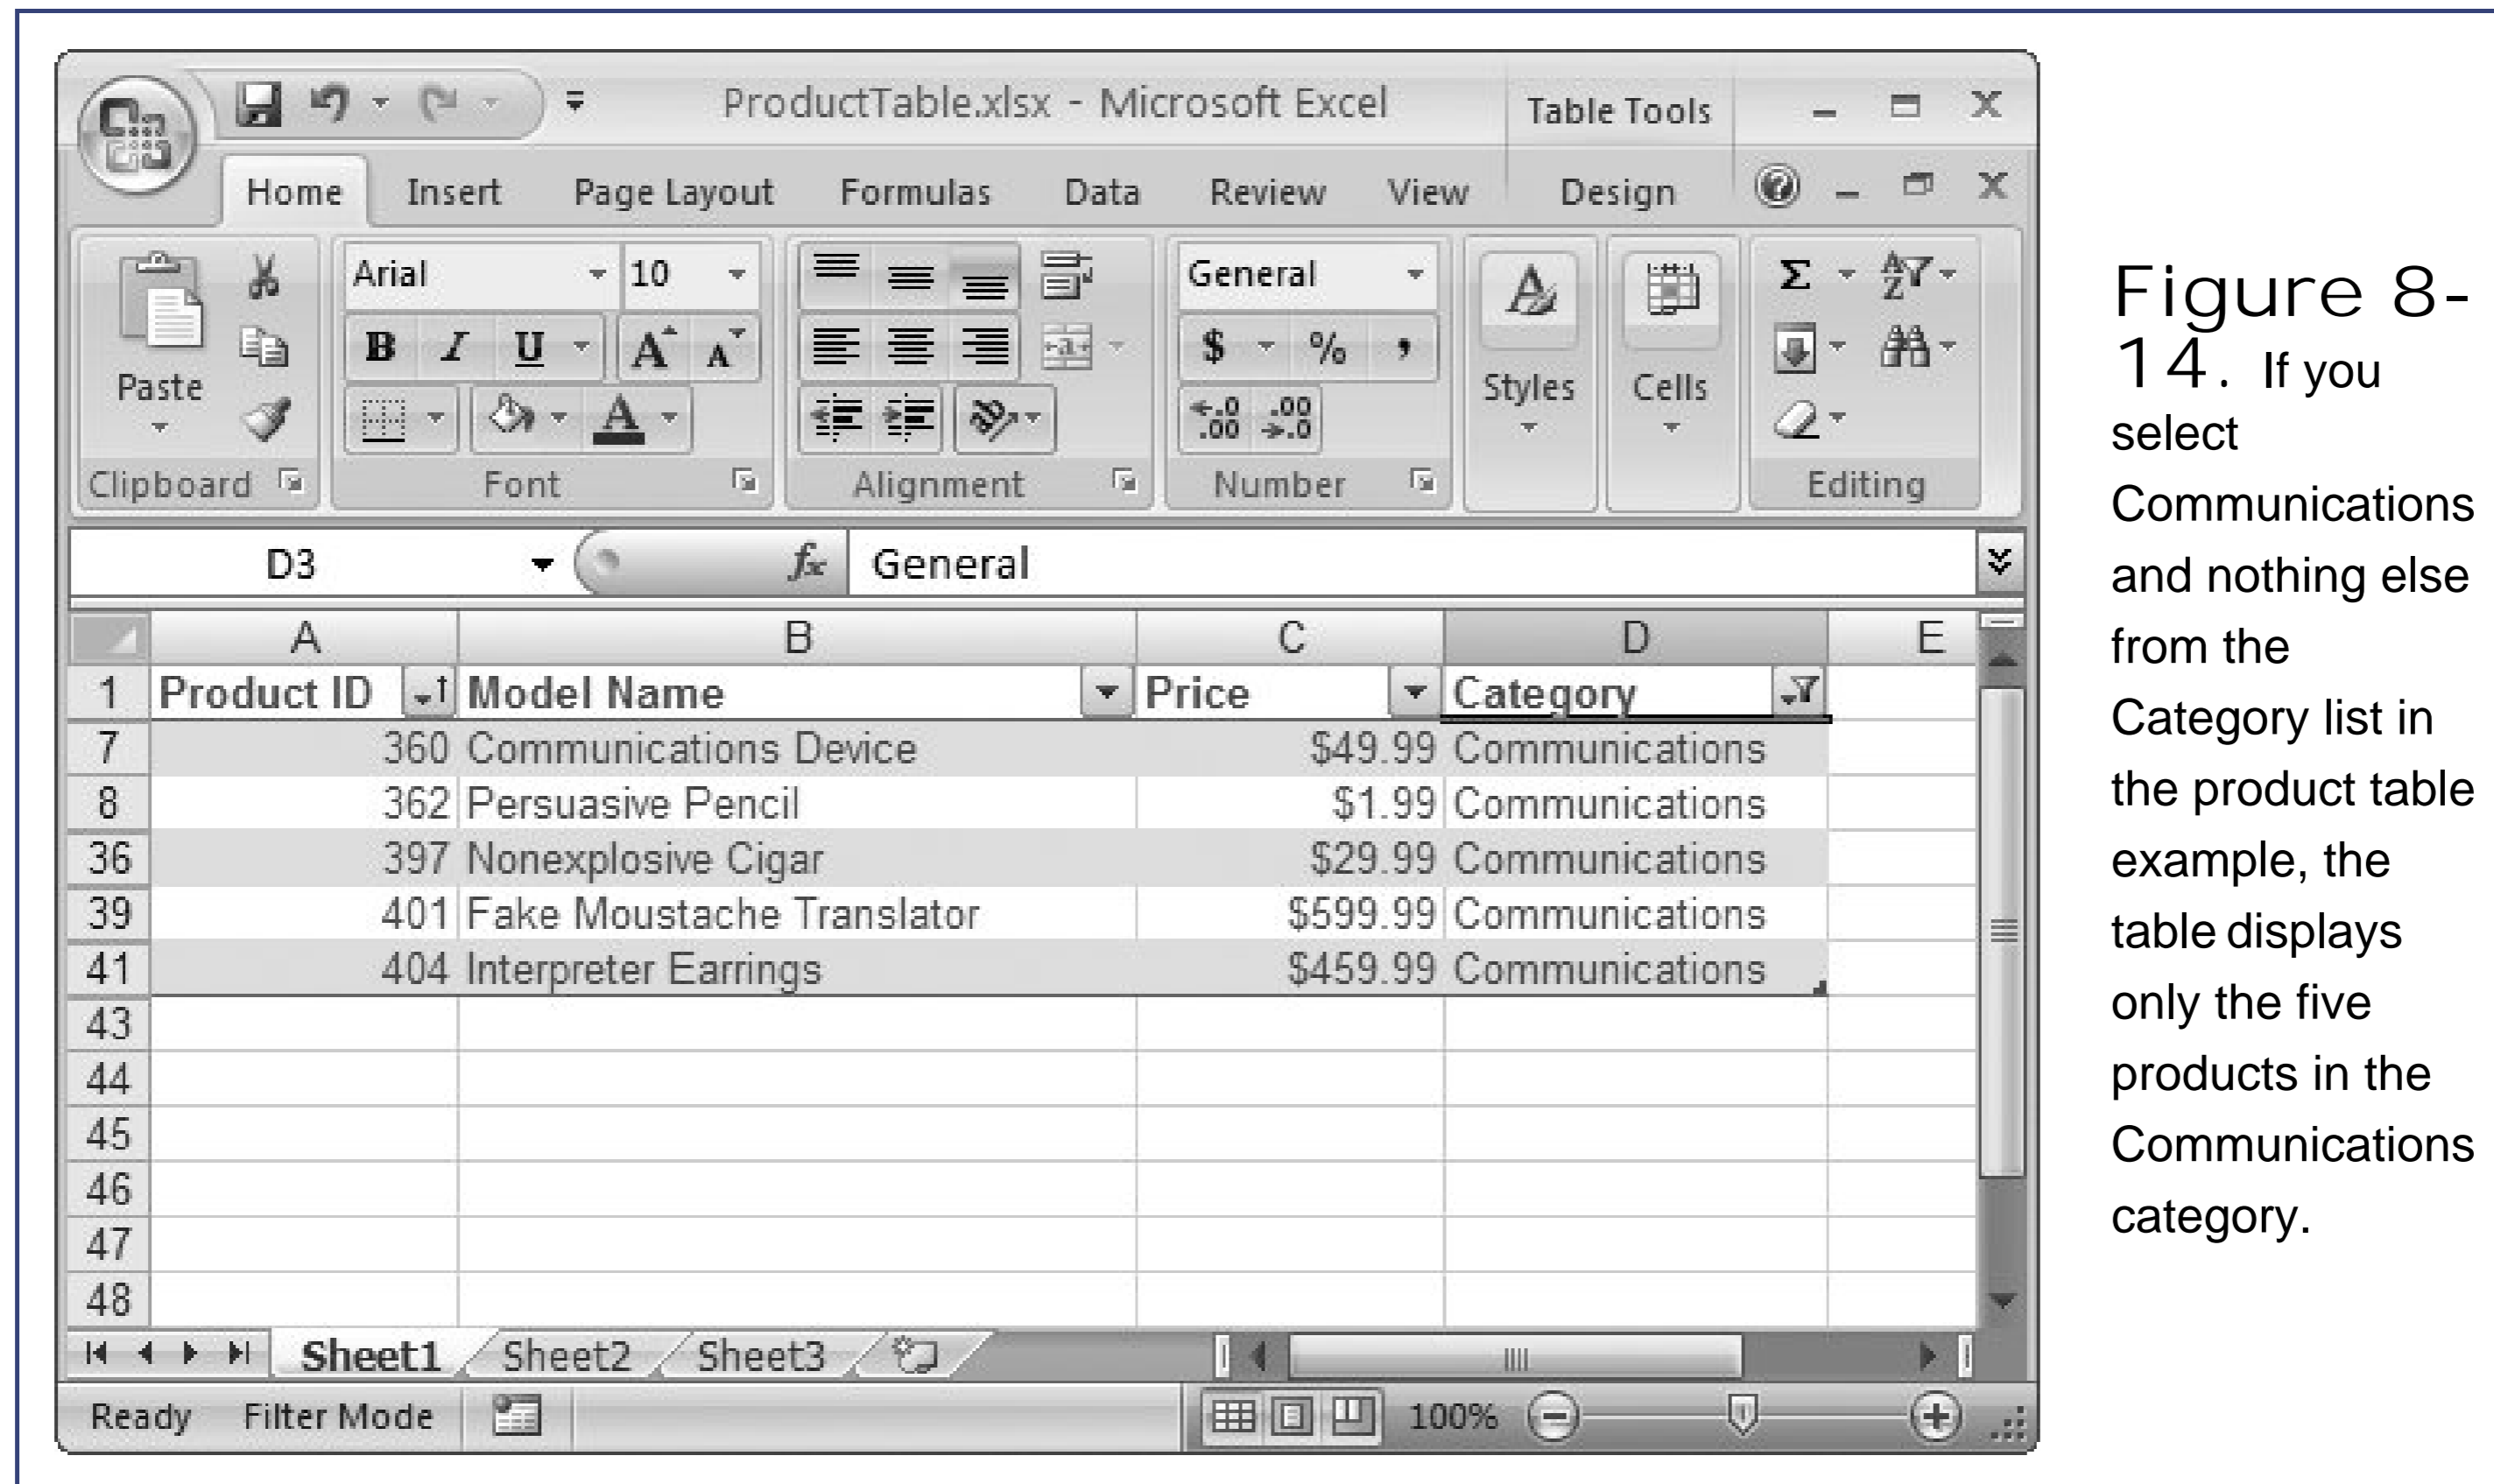 ProductTable.xlsx - Microsoft Excel
Table Tools
Home Insert Page Layout Formulas Data Review View Design
Paste
Clipboard
Arial 10
B I U A A
A
Font
Alignment
General
$ % ,
.0 .00
.00 .0
Number
Styles
Cells
Σ
Editing
D3 fx General
A B C D E
1 Product ID Model Name Price Category
7 360 Communications Device $49.99 Communications
8 362 Persuasive Pencil $1.99 Communications
36 397 Nonexplosive Cigar $29.99 Communications
39 401 Fake Moustache Translator $599.99 Communications
41 404 Interpreter Earrings $459.99 Communications
43
44
45
46
47
48
Sheet1 Sheet2 Sheet3
Ready Filter Mode 100%
Figure 8-
14. If you
select
Communications
and nothing else
from the
Category list in
the product table
example, the
table displays
only the five
products in the
Communications
category.